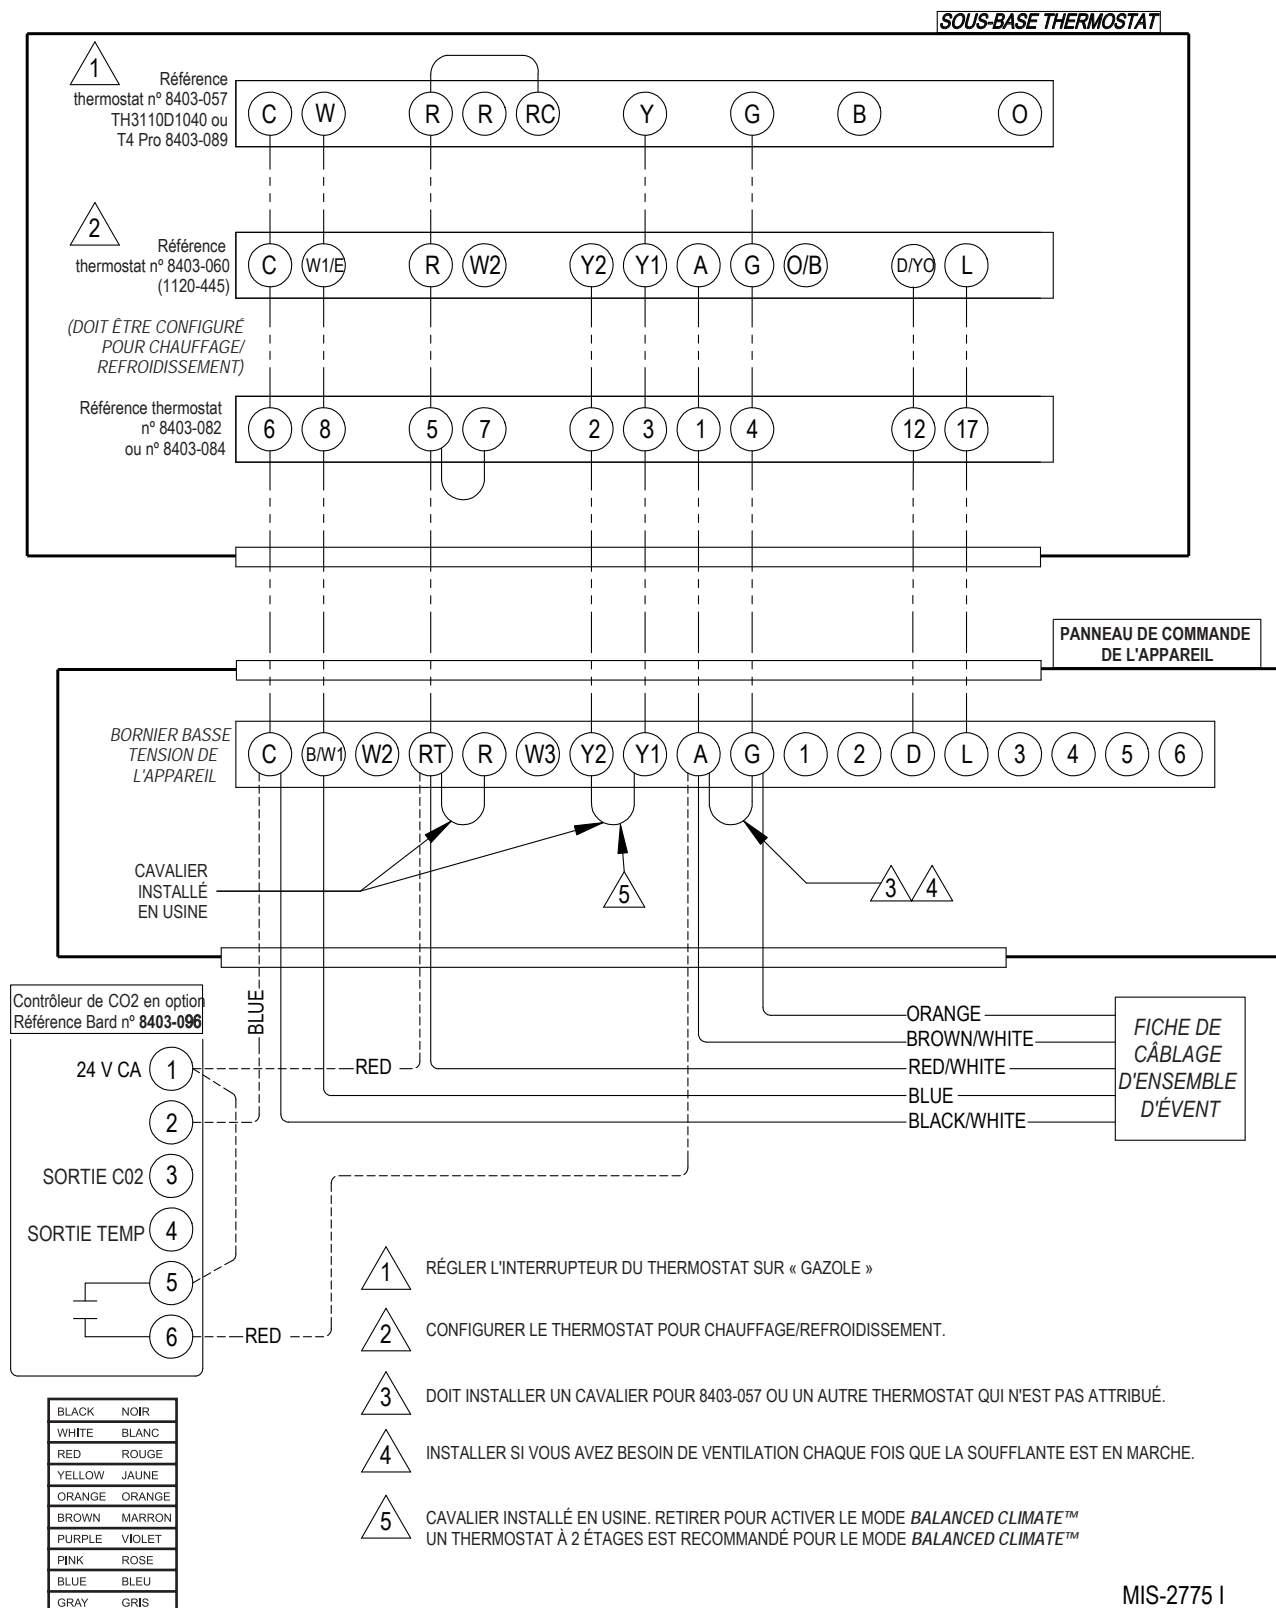 SOUS-BASE THERMOSTAT
1
Référence
thermostat nº 8403-057
TH3110D1040 ou
T4 Pro 8403-089
C W R R RC Y G B O
2
Référence
thermostat nº 8403-060
(1120-445)
C W1/E R W2 Y2 Y1 A G O/B D/YO L
(DOIT ÊTRE CONFIGURÉ
POUR CHAUFFAGE/
REFROIDISSEMENT)
Référence thermostat
nº 8403-082
ou nº 8403-084
6 8 5 7 2 3 1 4 12 17
PANNEAU DE COMMANDE
DE L'APPAREIL
BORNIER BASSE
TENSION DE
L'APPAREIL
C B/W1 W2 RT R W3 Y2 Y1 A G 1 2 D L 3 4 5 6
CAVALIER
INSTALLÉ
EN USINE
5
3 4
Contrôleur de CO2 en option
Référence Bard nº 8403-096
BLUE
24 V CA 1
RED
2
SORTIE C02 3
SORTIE TEMP 4
5
6
RED
ORANGE
BROWN/WHITE
RED/WHITE
BLUE
BLACK/WHITE
FICHE DE
CÂBLAGE
D'ENSEMBLE
D'ÉVENT
1 RÉGLER L'INTERRUPTEUR DU THERMOSTAT SUR « GAZOLE »
2 CONFIGURER LE THERMOSTAT POUR CHAUFFAGE/REFROIDISSEMENT.
3 DOIT INSTALLER UN CAVALIER POUR 8403-057 OU UN AUTRE THERMOSTAT QUI N'EST PAS ATTRIBUÉ.
4 INSTALLER SI VOUS AVEZ BESOIN DE VENTILATION CHAQUE FOIS QUE LA SOUFFLANTE EST EN MARCHE.
5 CAVALIER INSTALLÉ EN USINE. RETIRER POUR ACTIVER LE MODE BALANCED CLIMATE™
UN THERMOSTAT À 2 ÉTAGES EST RECOMMANDÉ POUR LE MODE BALANCED CLIMATE™
BLACK NOIR
WHITE BLANC
RED ROUGE
YELLOW JAUNE
ORANGE ORANGE
BROWN MARRON
PURPLE VIOLET
PINK ROSE
BLUE BLEU
GRAY GRIS
MIS-2775 I